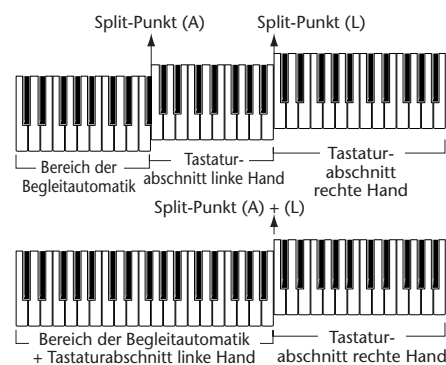 Split-Punkt (A)
Split-Punkt (L)
Bereich der
Begleitautomatik
Tastatur-
abschnitt linke Hand
Tastatur-
abschnitt
rechte Hand
Split-Punkt (A) + (L)
Bereich der Begleitautomatik
+ Tastaturabschnitt linke Hand
Tastatur-
abschnitt rechte Hand